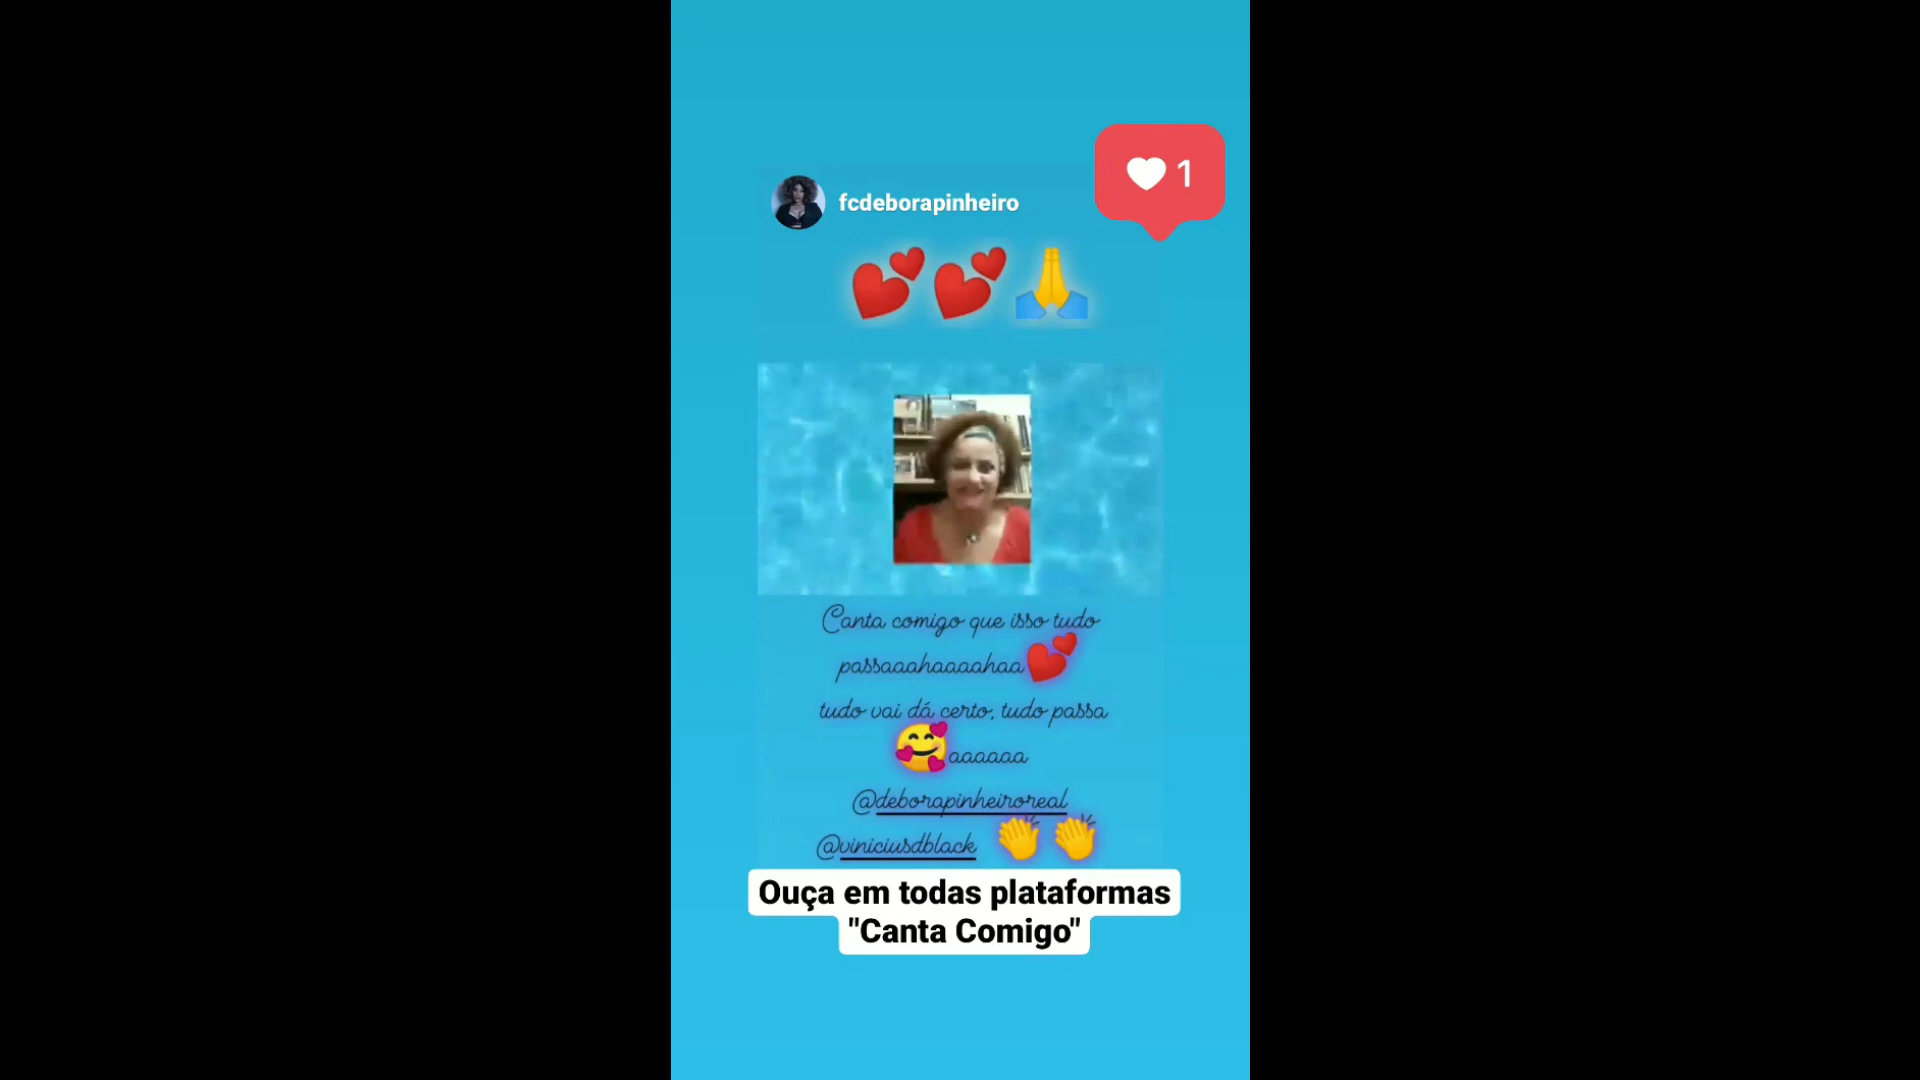 1
fcdeborapinheiro
Canta comigo que isso tudo
passaaahaaaahaa
tudo vai dá certo, tudo passa
aaaaaa
@deborapinheiroreal
@viniciusdblack
Ouça em todas plataformas
"Canta Comigo"